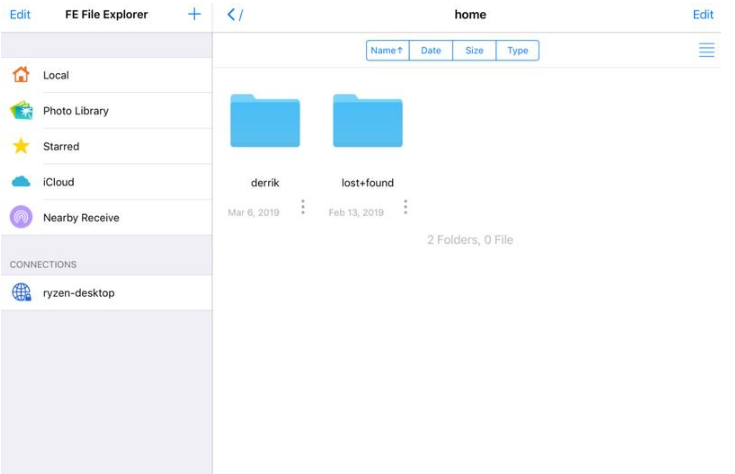 Edit FE File Explorer +
Local
Photo Library
Starred
iCloud
Nearby Receive
CONNECTIONS
ryzen-desktop
/ home Edit
Name↑ Date Size Type
derrik lost+found
Mar 6, 2019 Feb 13, 2019
2 Folders, 0 File